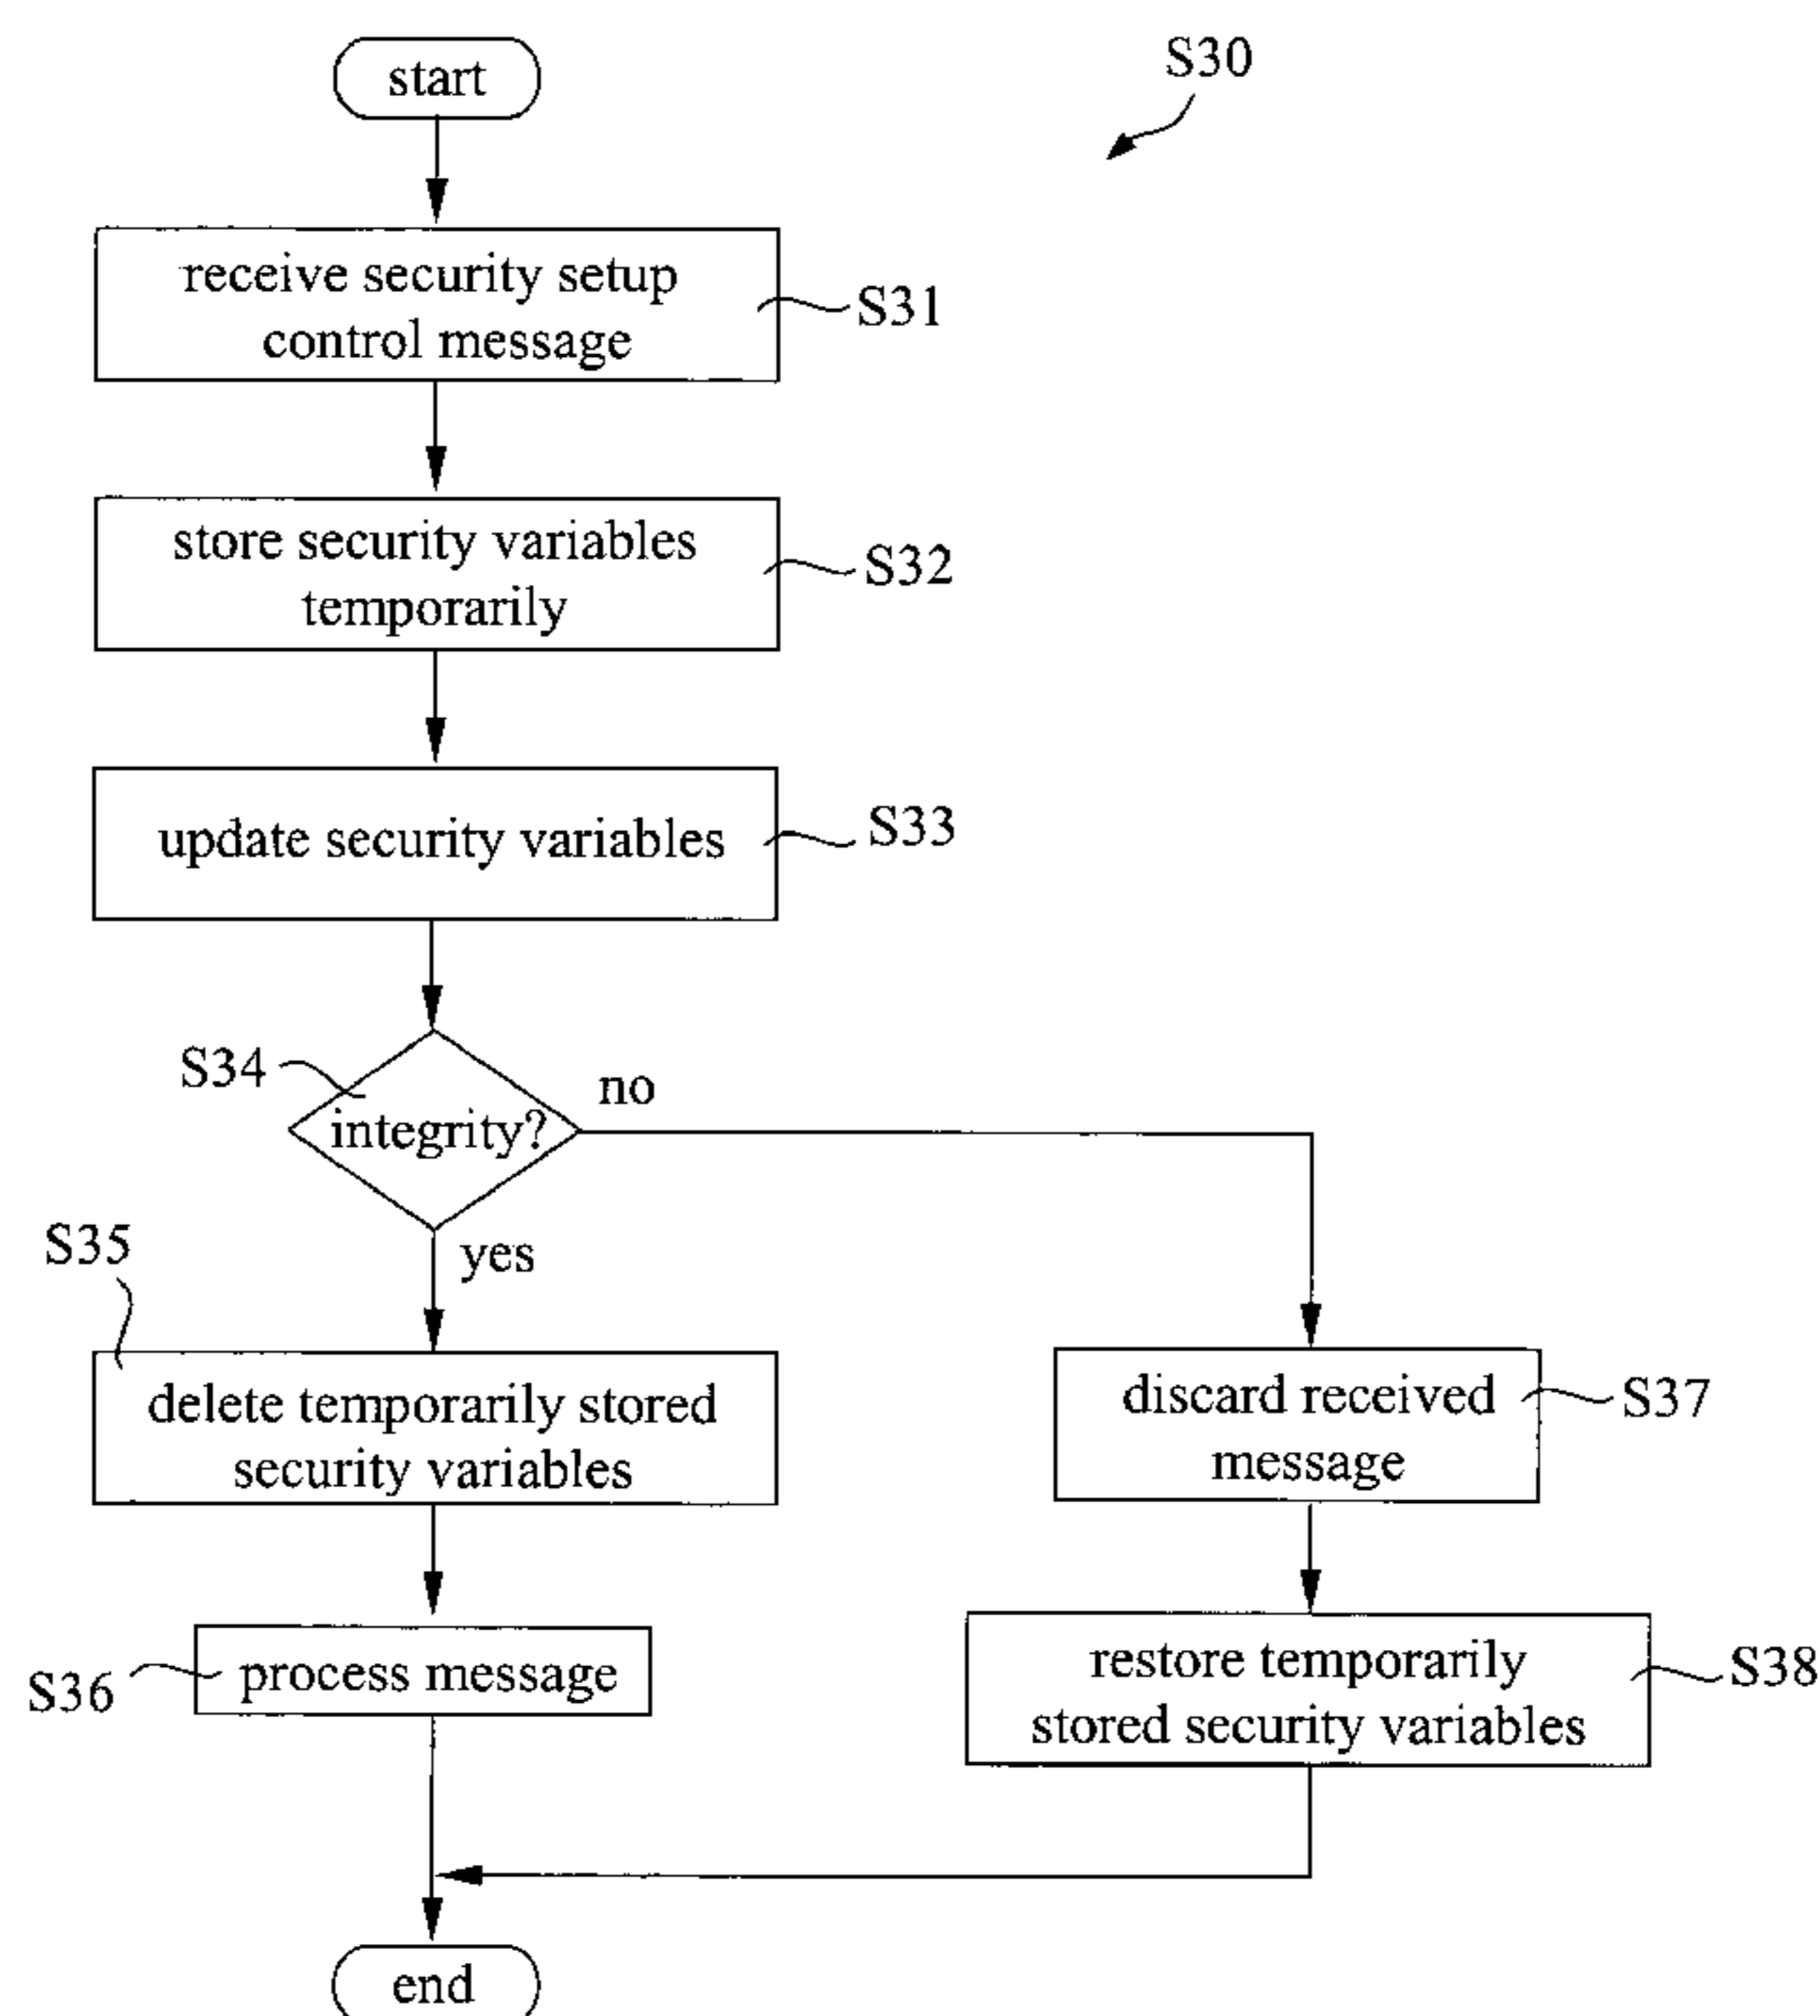 start
S30
receive security setup
control message
S31
store security variables
temporarily
S32
update security variables
S33
S34
integrity?
no
yes
S35
delete temporarily stored
security variables
discard received
message
S37
S36
process message
restore temporarily
stored security variables
S38
end